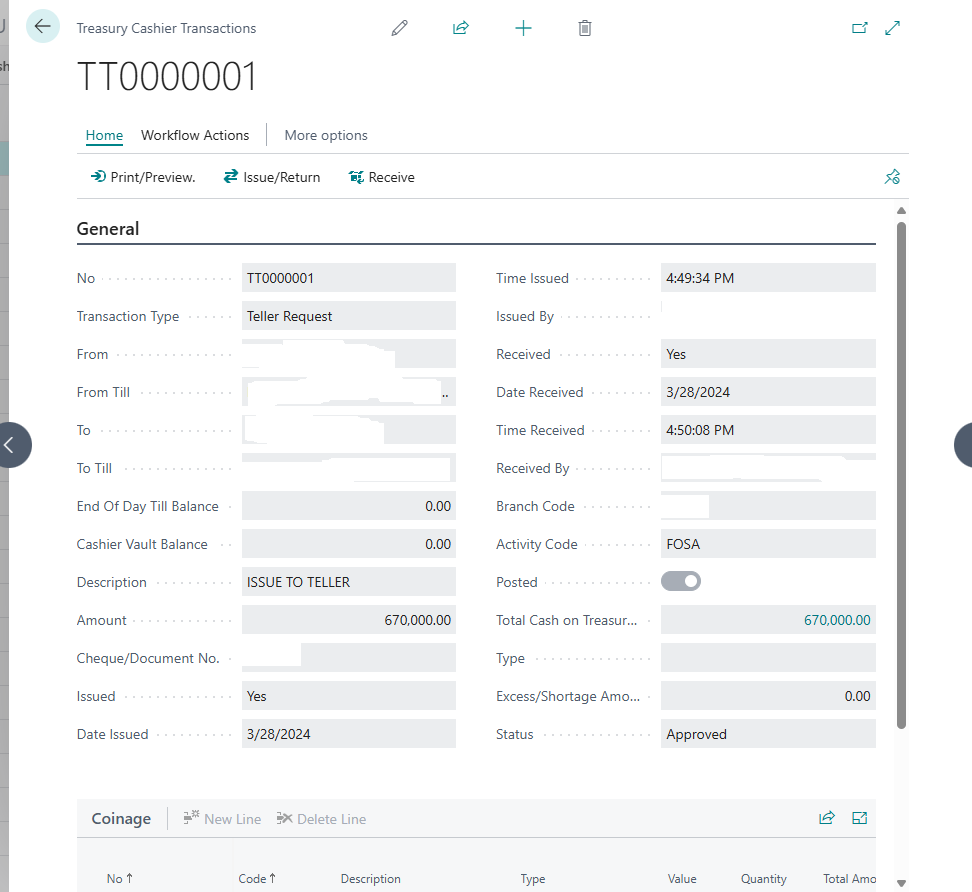 Treasury Cashier Transactions
TT0000001
Home Workflow Actions More options
Print/Preview. Issue/Return Receive
General
No TT0000001
Transaction Type Teller Request
From
From Till ..
To
To Till
End Of Day Till Balance 0.00
Cashier Vault Balance 0.00
Description ISSUE TO TELLER
Amount 670,000.00
Cheque/Document No.
Issued Yes
Date Issued 3/28/2024
Time Issued 4:49:34 PM
Issued By
Received Yes
Date Received 3/28/2024
Time Received 4:50:08 PM
Received By
Branch Code
Activity Code FOSA
Posted
Total Cash on Treasur... 670,000.00
Type
Excess/Shortage Amo... 0.00
Status Approved
Coinage New Line Delete Line
No ↑ Code ↑ Description Type Value Quantity Total Amo